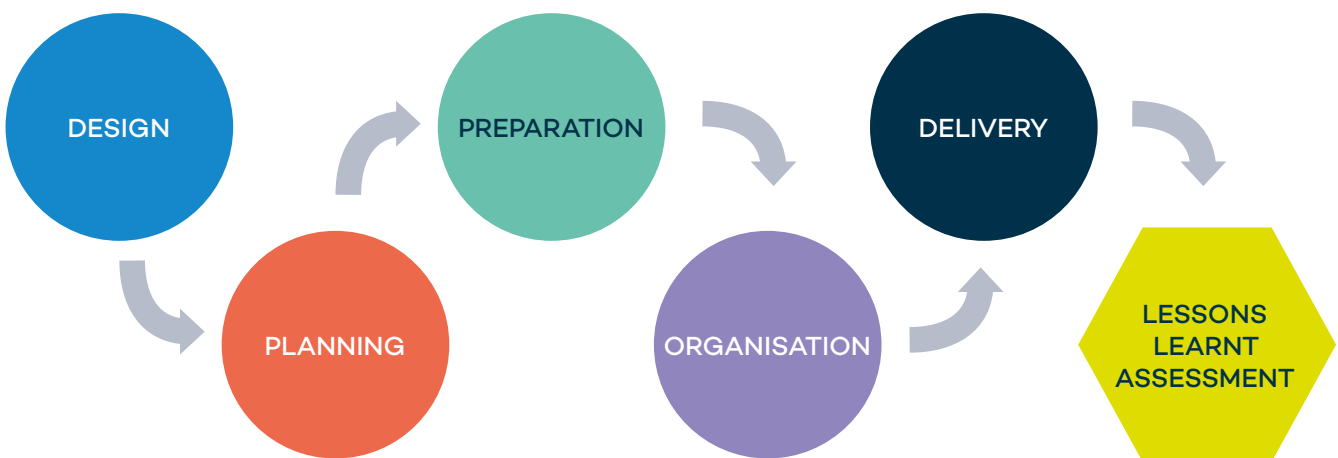 DESIGN
PLANNING
PREPARATION
ORGANISATION
DELIVERY
LESSONS
LEARNT
ASSESSMENT